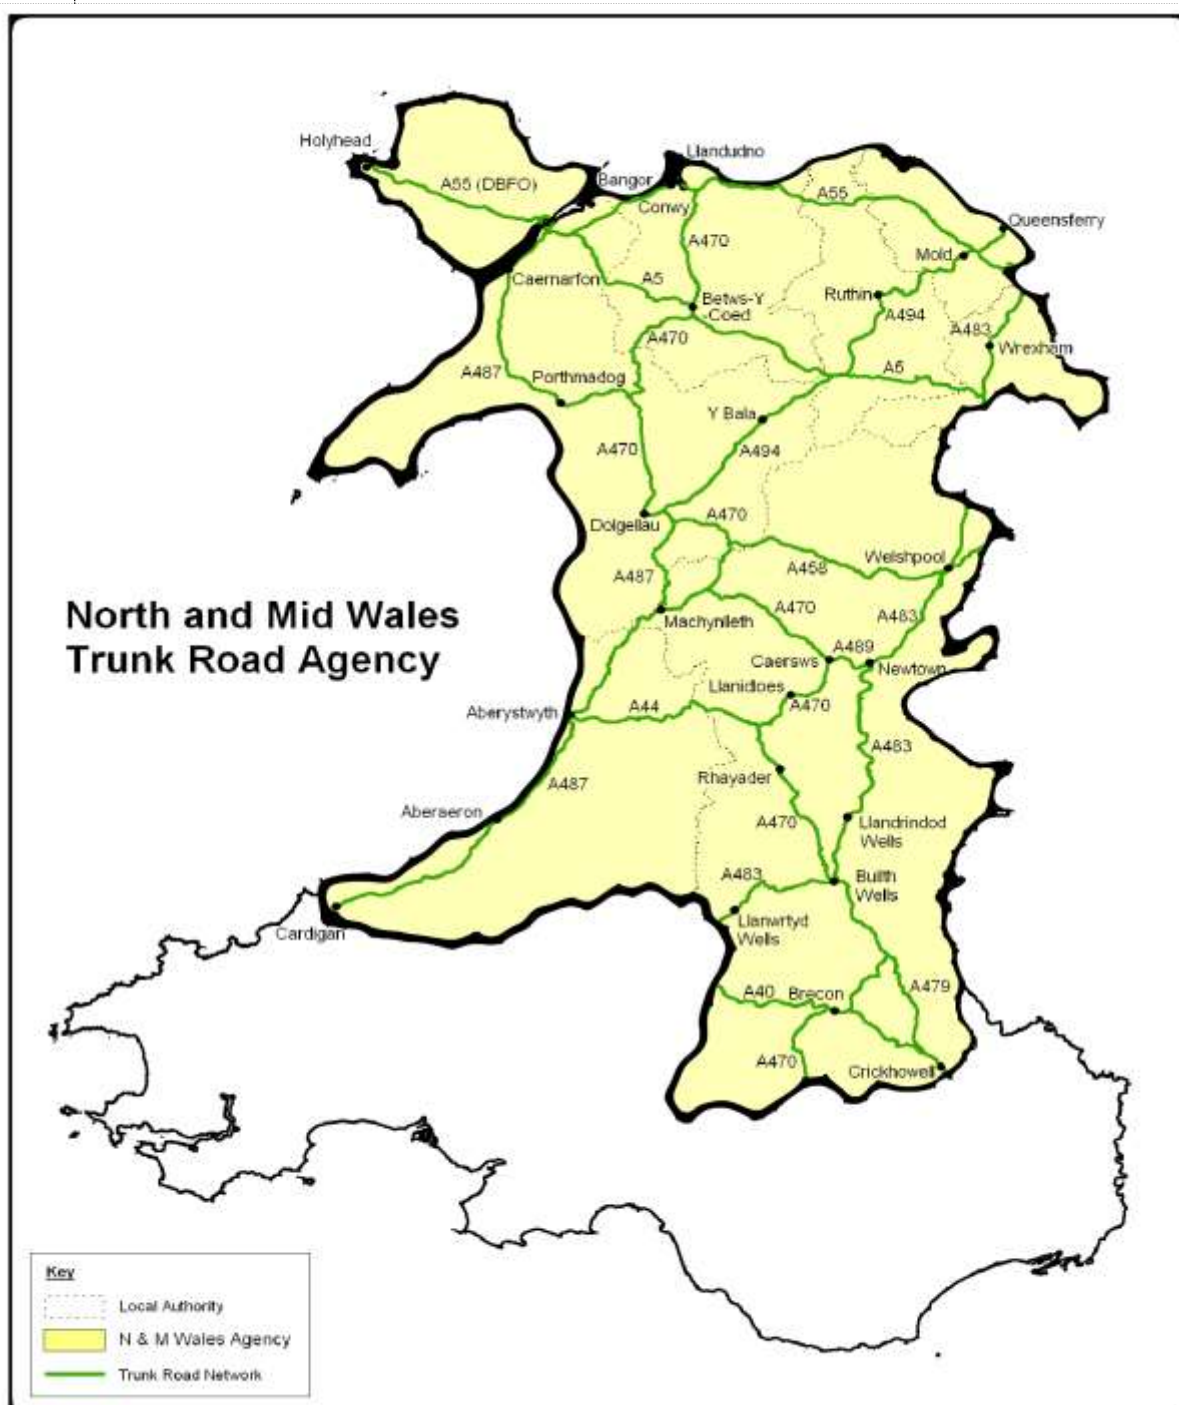 Holyhead
Llandudno
A55 (DBFO)
Bangor
A55
Conwy
Queensferry
A470
Mold
Caernarfon
A5
Ruthin
Betws-Y
-Coed
A494
A483
A470
Wrexham
A487
A5
Porthmadog
Y Bala
A470
A494
Dolgellau
A470
Welshpool
A487
A458
North and Mid Wales
Trunk Road Agency
A470
A483
Machynlleth
A489
Caersws
Newtown
Llanidloes
A470
Aberystwyth
A44
A483
Rhayader
A487
Aberaeron
A470
Llandrindod
Wells
A483
Builth
Wells
Llanwrtyd
Wells
Cardigan
A40
Brecon
A479
A470
Crickhowell
Key
Local Authority
N & M Wales Agency
Trunk Road Network